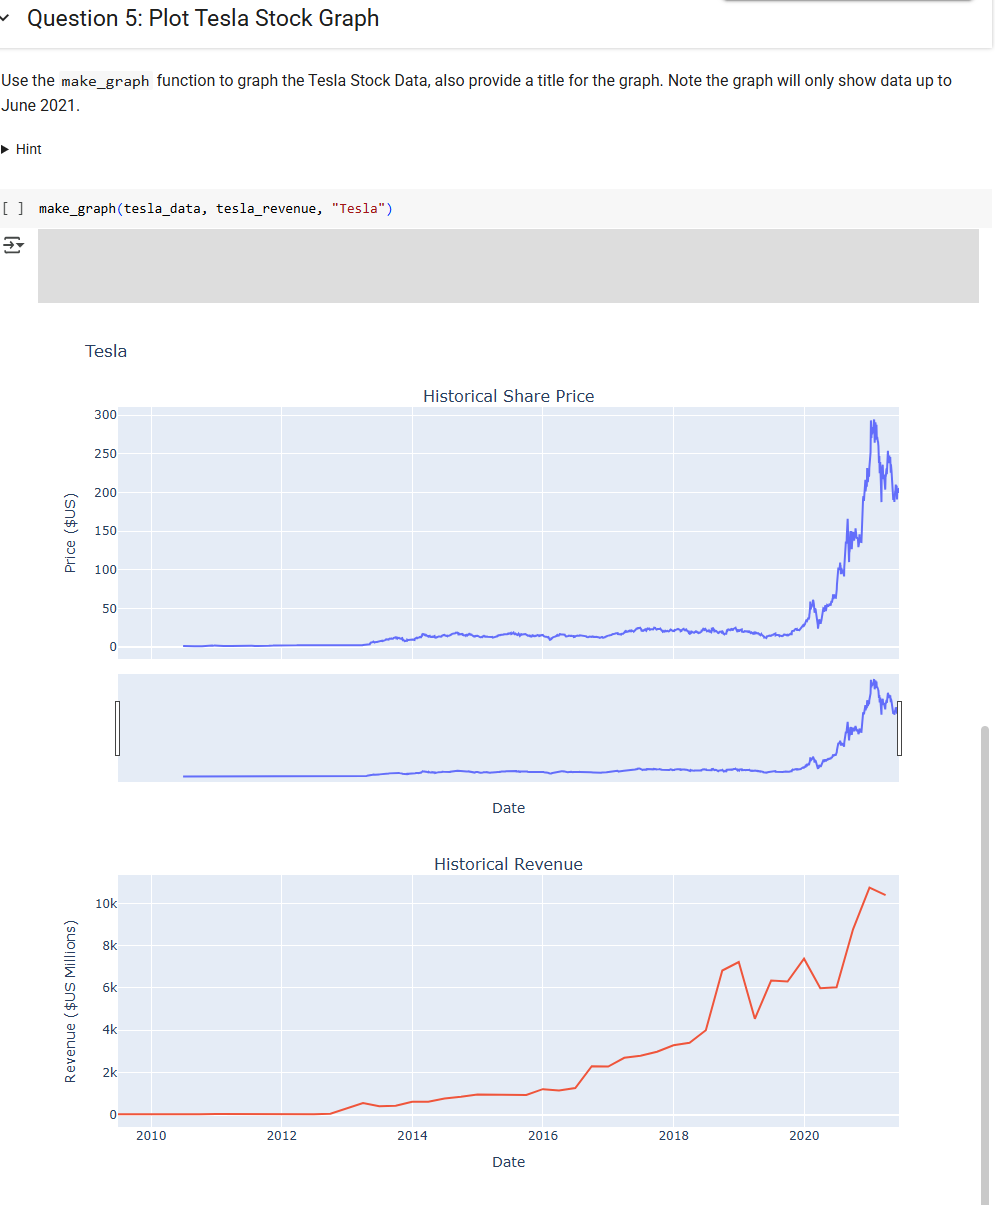 Question 5: Plot Tesla Stock Graph
Use the make_graph function to graph the Tesla Stock Data, also provide a title for the graph. Note the graph will only show data up to
June 2021.
Hint
[ ] make_graph(tesla_data, tesla_revenue, "Tesla")
Tesla
Historical Share Price
300
250
200
150
100
50
0
Price ($US)
Date
Historical Revenue
10k
8k
6k
4k
2k
0
Revenue ($US Millions)
2010 2012 2014 2016 2018 2020
Date